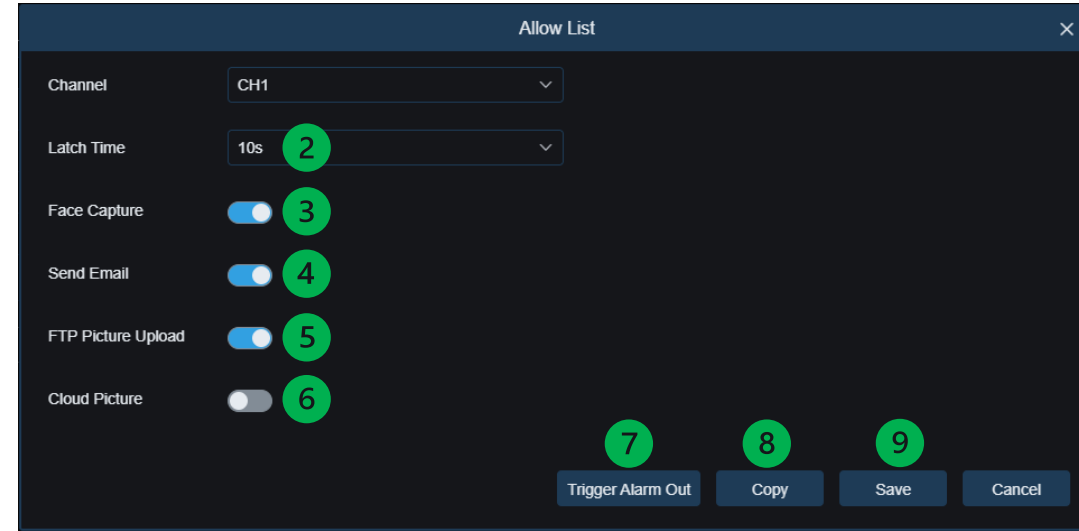 Allow List
Channel CH1
Latch Time 10s 2
Face Capture 3
Send Email 4
FTP Picture Upload 5
Cloud Picture 6
7 8 9
Trigger Alarm Out Copy Save Cancel